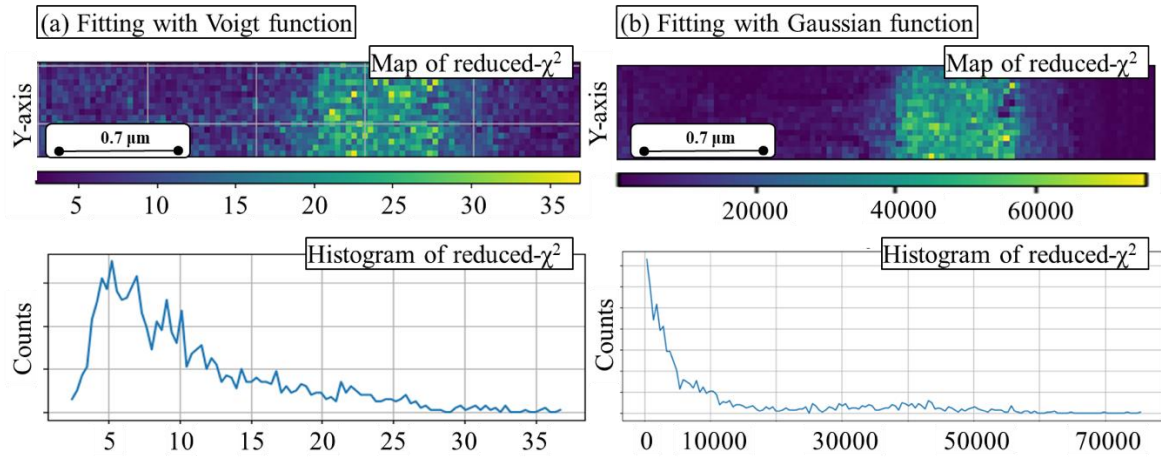 (a) Fitting with Voigt function
Map of reduced-χ²
Y-axis
0.7 μm
5 10 15 20 25 30 35
Histogram of reduced-χ²
Counts
5 10 15 20 25 30 35
(b) Fitting with Gaussian function
Map of reduced-χ²
Y-axis
0.7 μm
20000 40000 60000
Histogram of reduced-χ²
Counts
0 10000 30000 50000 70000